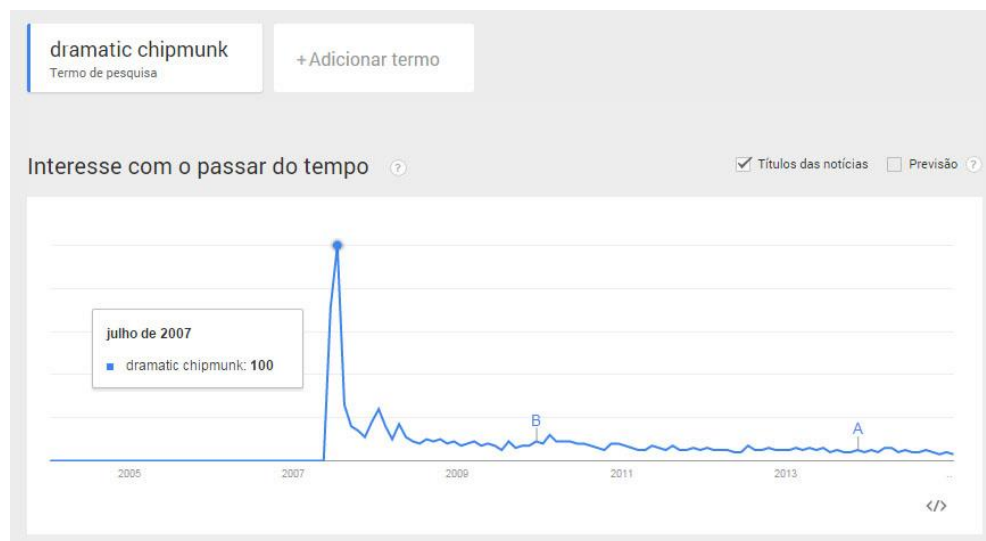 dramatic chipmunk
Termo de pesquisa
+Adicionar termo
Interesse com o passar do tempo ?
Títulos das notícias
Previsão ?
julho de 2007
dramatic chipmunk: 100
B
A
2005 2007 2009 2011 2013 ...
</>